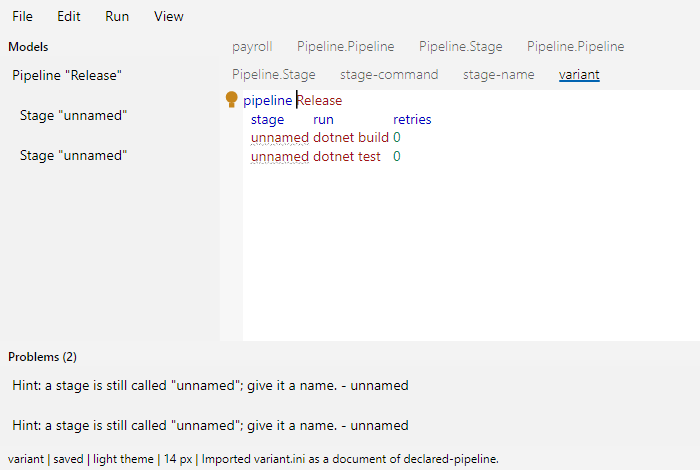 File Edit Run View
Models
payroll Pipeline.Pipeline Pipeline.Stage Pipeline.Pipeline
Pipeline "Release"
Pipeline.Stage stage-command stage-name variant
pipeline Release
Stage "unnamed"
stage run retries
unnamed dotnet build 0
Stage "unnamed"
unnamed dotnet test 0
Problems (2)
Hint: a stage is still called "unnamed"; give it a name. - unnamed
Hint: a stage is still called "unnamed"; give it a name. - unnamed
variant | saved | light theme | 14 px | Imported variant.ini as a document of declared-pipeline.